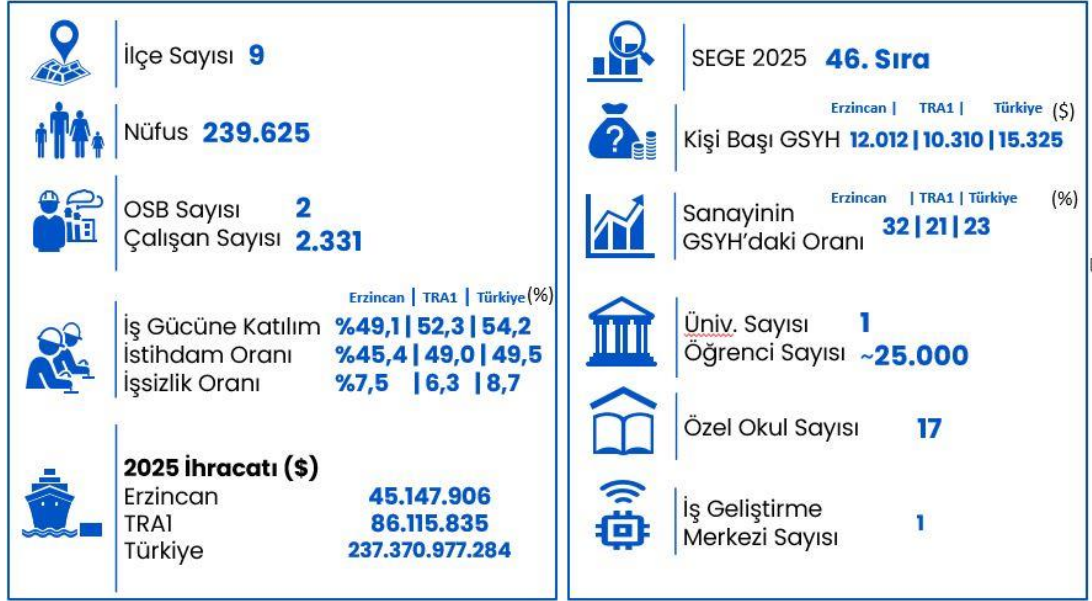 İlçe Sayısı 9
Nüfus 239.625
OSB Sayısı 2
Çalışan Sayısı 2.331
Erzincan | TRA1 | Türkiye (%)
İş Gücüne Katılım %49,1 | 52,3 | 54,2
İstihdam Oranı %45,4 | 49,0 | 49,5
İşsizlik Oranı %7,5 | 6,3 | 8,7
2025 İhracatı ($)
Erzincan 45.147.906
TRA1 86.115.835
Türkiye 237.370.977.284
SEGE 2025 46. Sıra
Erzincan | TRA1 | Türkiye ($)
Kişi Başı GSYH 12.012 | 10.310 | 15.325
Erzincan | TRA1 | Türkiye (%)
Sanayinin
GSYH'daki Oranı 32 | 21 | 23
Üniv. Sayısı 1
Öğrenci Sayısı ~25.000
Özel Okul Sayısı 17
İş Geliştirme
Merkezi Sayısı 1